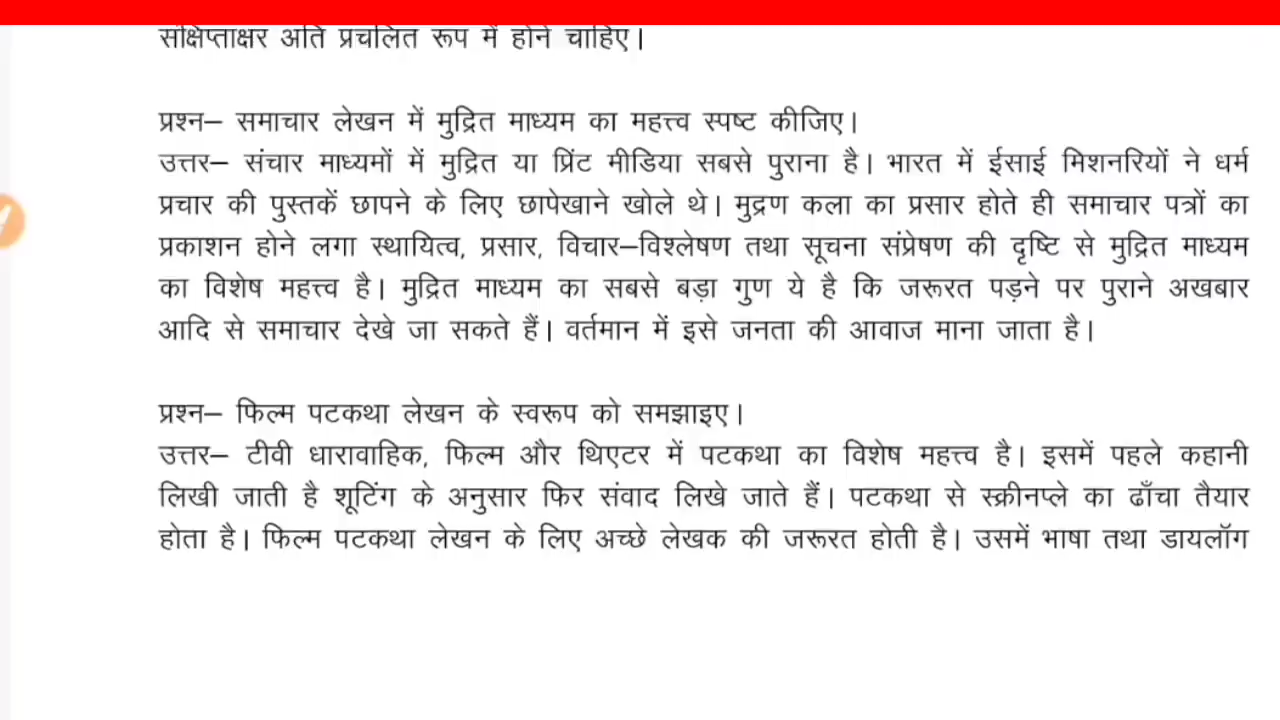 संक्षिप्ताक्षर अति प्रचलित रूप में होने चाहिए।
प्रश्न– समाचार लेखन में मुद्रित माध्यम का महत्त्व स्पष्ट कीजिए।
उत्तर– संचार माध्यमों में मुद्रित या प्रिंट मीडिया सबसे पुराना है। भारत में ईसाई मिशनरियों ने धर्म
प्रचार की पुस्तकें छापने के लिए छापेखाने खोले थे। मुद्रण कला का प्रसार होते ही समाचार पत्रों का
प्रकाशन होने लगा स्थायित्व, प्रसार, विचार–विश्लेषण तथा सूचना संप्रेषण की दृष्टि से मुद्रित माध्यम
का विशेष महत्त्व है। मुद्रित माध्यम का सबसे बड़ा गुण ये है कि जरूरत पड़ने पर पुराने अखबार
आदि से समाचार देखे जा सकते हैं। वर्तमान में इसे जनता की आवाज माना जाता है।
प्रश्न– फिल्म पटकथा लेखन के स्वरूप को समझाइए।
उत्तर– टीवी धारावाहिक, फिल्म और थिएटर में पटकथा का विशेष महत्त्व है। इसमें पहले कहानी
लिखी जाती है शूटिंग के अनुसार फिर संवाद लिखे जाते हैं। पटकथा से स्क्रीनप्ले का ढाँचा तैयार
होता है। फिल्म पटकथा लेखन के लिए अच्छे लेखक की जरूरत होती है। उसमें भाषा तथा डायलॉग